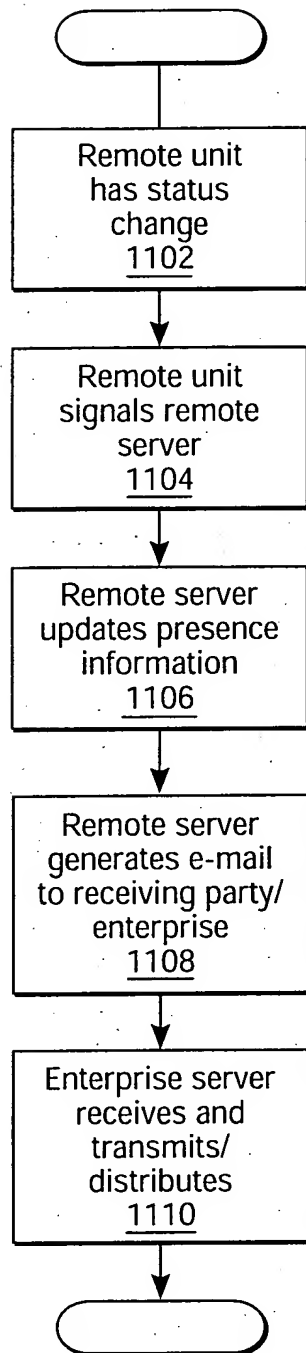 Remote unit
has status
change
1102
Remote unit
signals remote
server
1104
Remote server
updates presence
information
1106
Remote server
generates e-mail
to receiving party/
enterprise
1108
Enterprise server
receives and
transmits/
distributes
1110